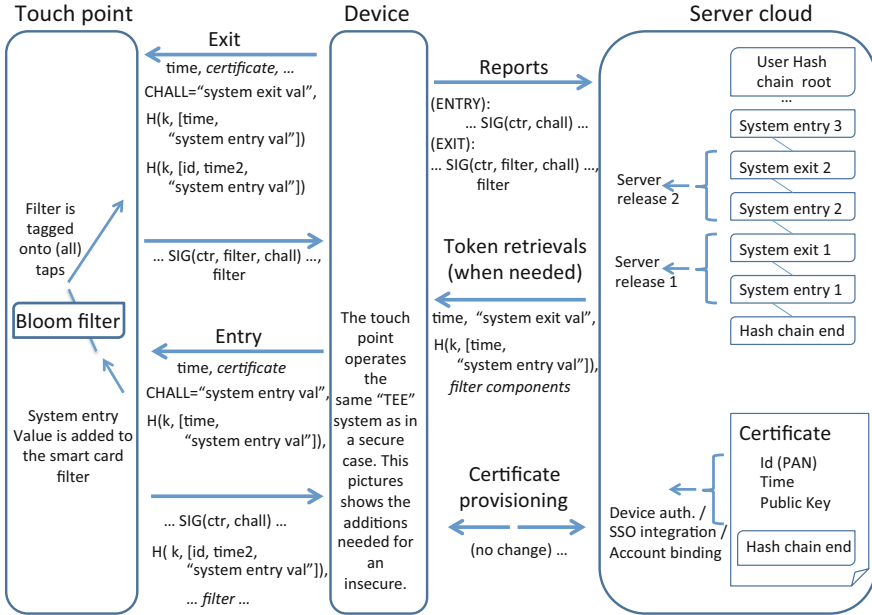 Touch point
Device
Server cloud
Exit
time, certificate, ...
CHALL="system exit val",
H(k, [time,
"system entry val"])
H(k, [id, time2,
"system entry val"])
Filter is
tagged
onto (all)
taps
... SIG(ctr, filter, chall) ...,
filter
Bloom filter
Entry
time, certificate
CHALL="system entry val",
H(k, [time,
"system entry val"]),
System entry
Value is added to
the smart card
filter
... SIG(ctr, chall) ...
H( k, [id, time2,
"system entry val"]),
... filter ...
The touch
point
operates
the
same "TEE"
system as in
a secure
case. This
pictures
shows the
additions
needed for
an
insecure.
Reports
(ENTRY):
... SIG(ctr, chall) ...
(EXIT):
... SIG(ctr, filter, chall) ...,
filter
Token retrievals
(when needed)
time, "system exit val",
H(k, [time,
"system entry val"]),
filter components
Certificate
provisioning
(no change) ...
User Hash
chain root
...
System entry 3
System exit 2
System entry 2
Server
release 2
System exit 1
System entry 1
Server
release 1
Hash chain end
Certificate
Id (PAN)
Time
Public Key
Hash chain end
Device auth. /
SSO integration /
Account binding